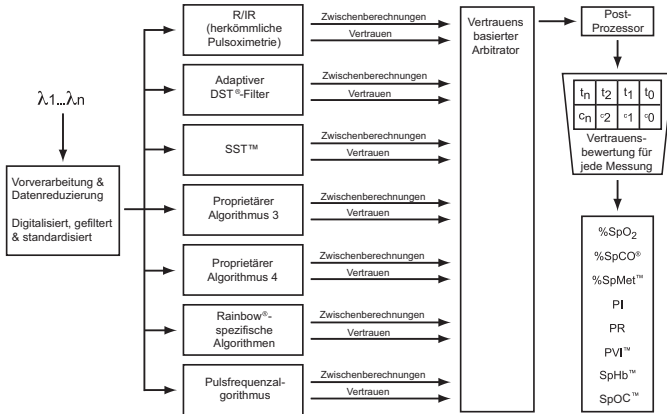 λ1...λn
Vorverarbeitung &
Datenreduzierung
Digitalisiert, gefiltert
& standardisiert
R/IR
(herkömmliche
Pulsoximetrie)
Zwischenberechnungen
Vertrauen
Adaptiver
DST®-Filter
Zwischenberechnungen
Vertrauen
SST™
Zwischenberechnungen
Vertrauen
Proprietärer
Algorithmus 3
Zwischenberechnungen
Vertrauen
Proprietärer
Algorithmus 4
Zwischenberechnungen
Vertrauen
Rainbow®-
spezifische
Algorithmen
Zwischenberechnungen
Vertrauen
Pulsfrequenzal-
gorithmus
Zwischenberechnungen
Vertrauen
Vertrauens
basierter
Arbitrator
Post-
Prozessor
tn t2 t1 t0
cn c2 c1 c0
Vertrauens-
bewertung für
jede Messung
%SpO2
%SpCO®
%SpMet™
PI
PR
PVI™
SpHb™
SpOC™